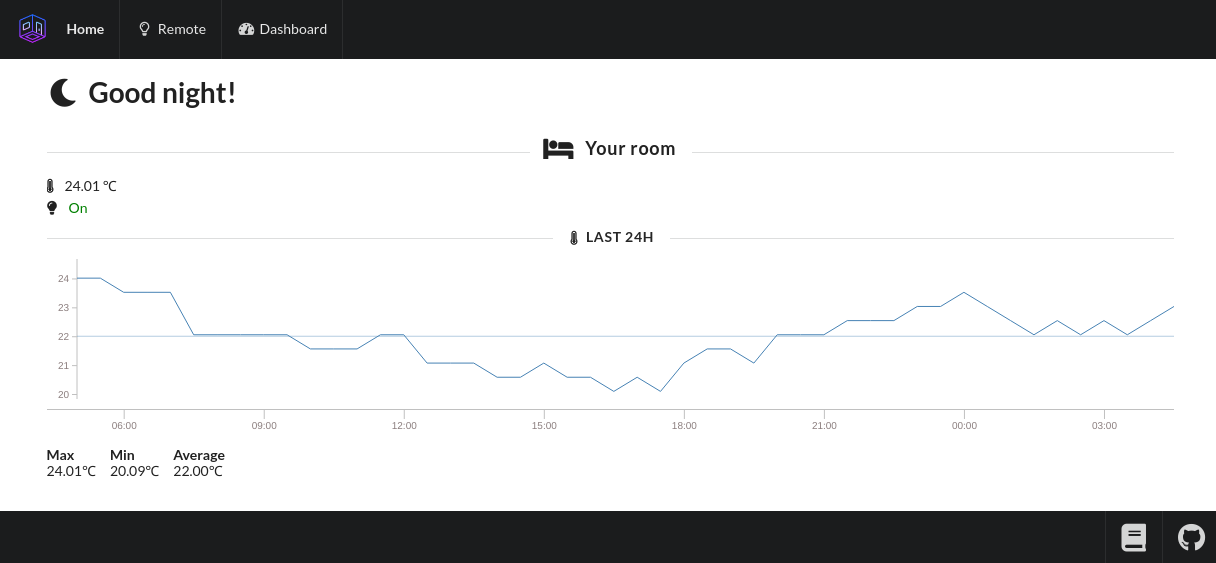 Home Remote Dashboard
Good night!
Your room
24.01 °C
On
LAST 24H
24
23
22
21
20
06:00 09:00 12:00 15:00 18:00 21:00 00:00 03:00
Max Min Average
24.01°C 20.09°C 22.00°C